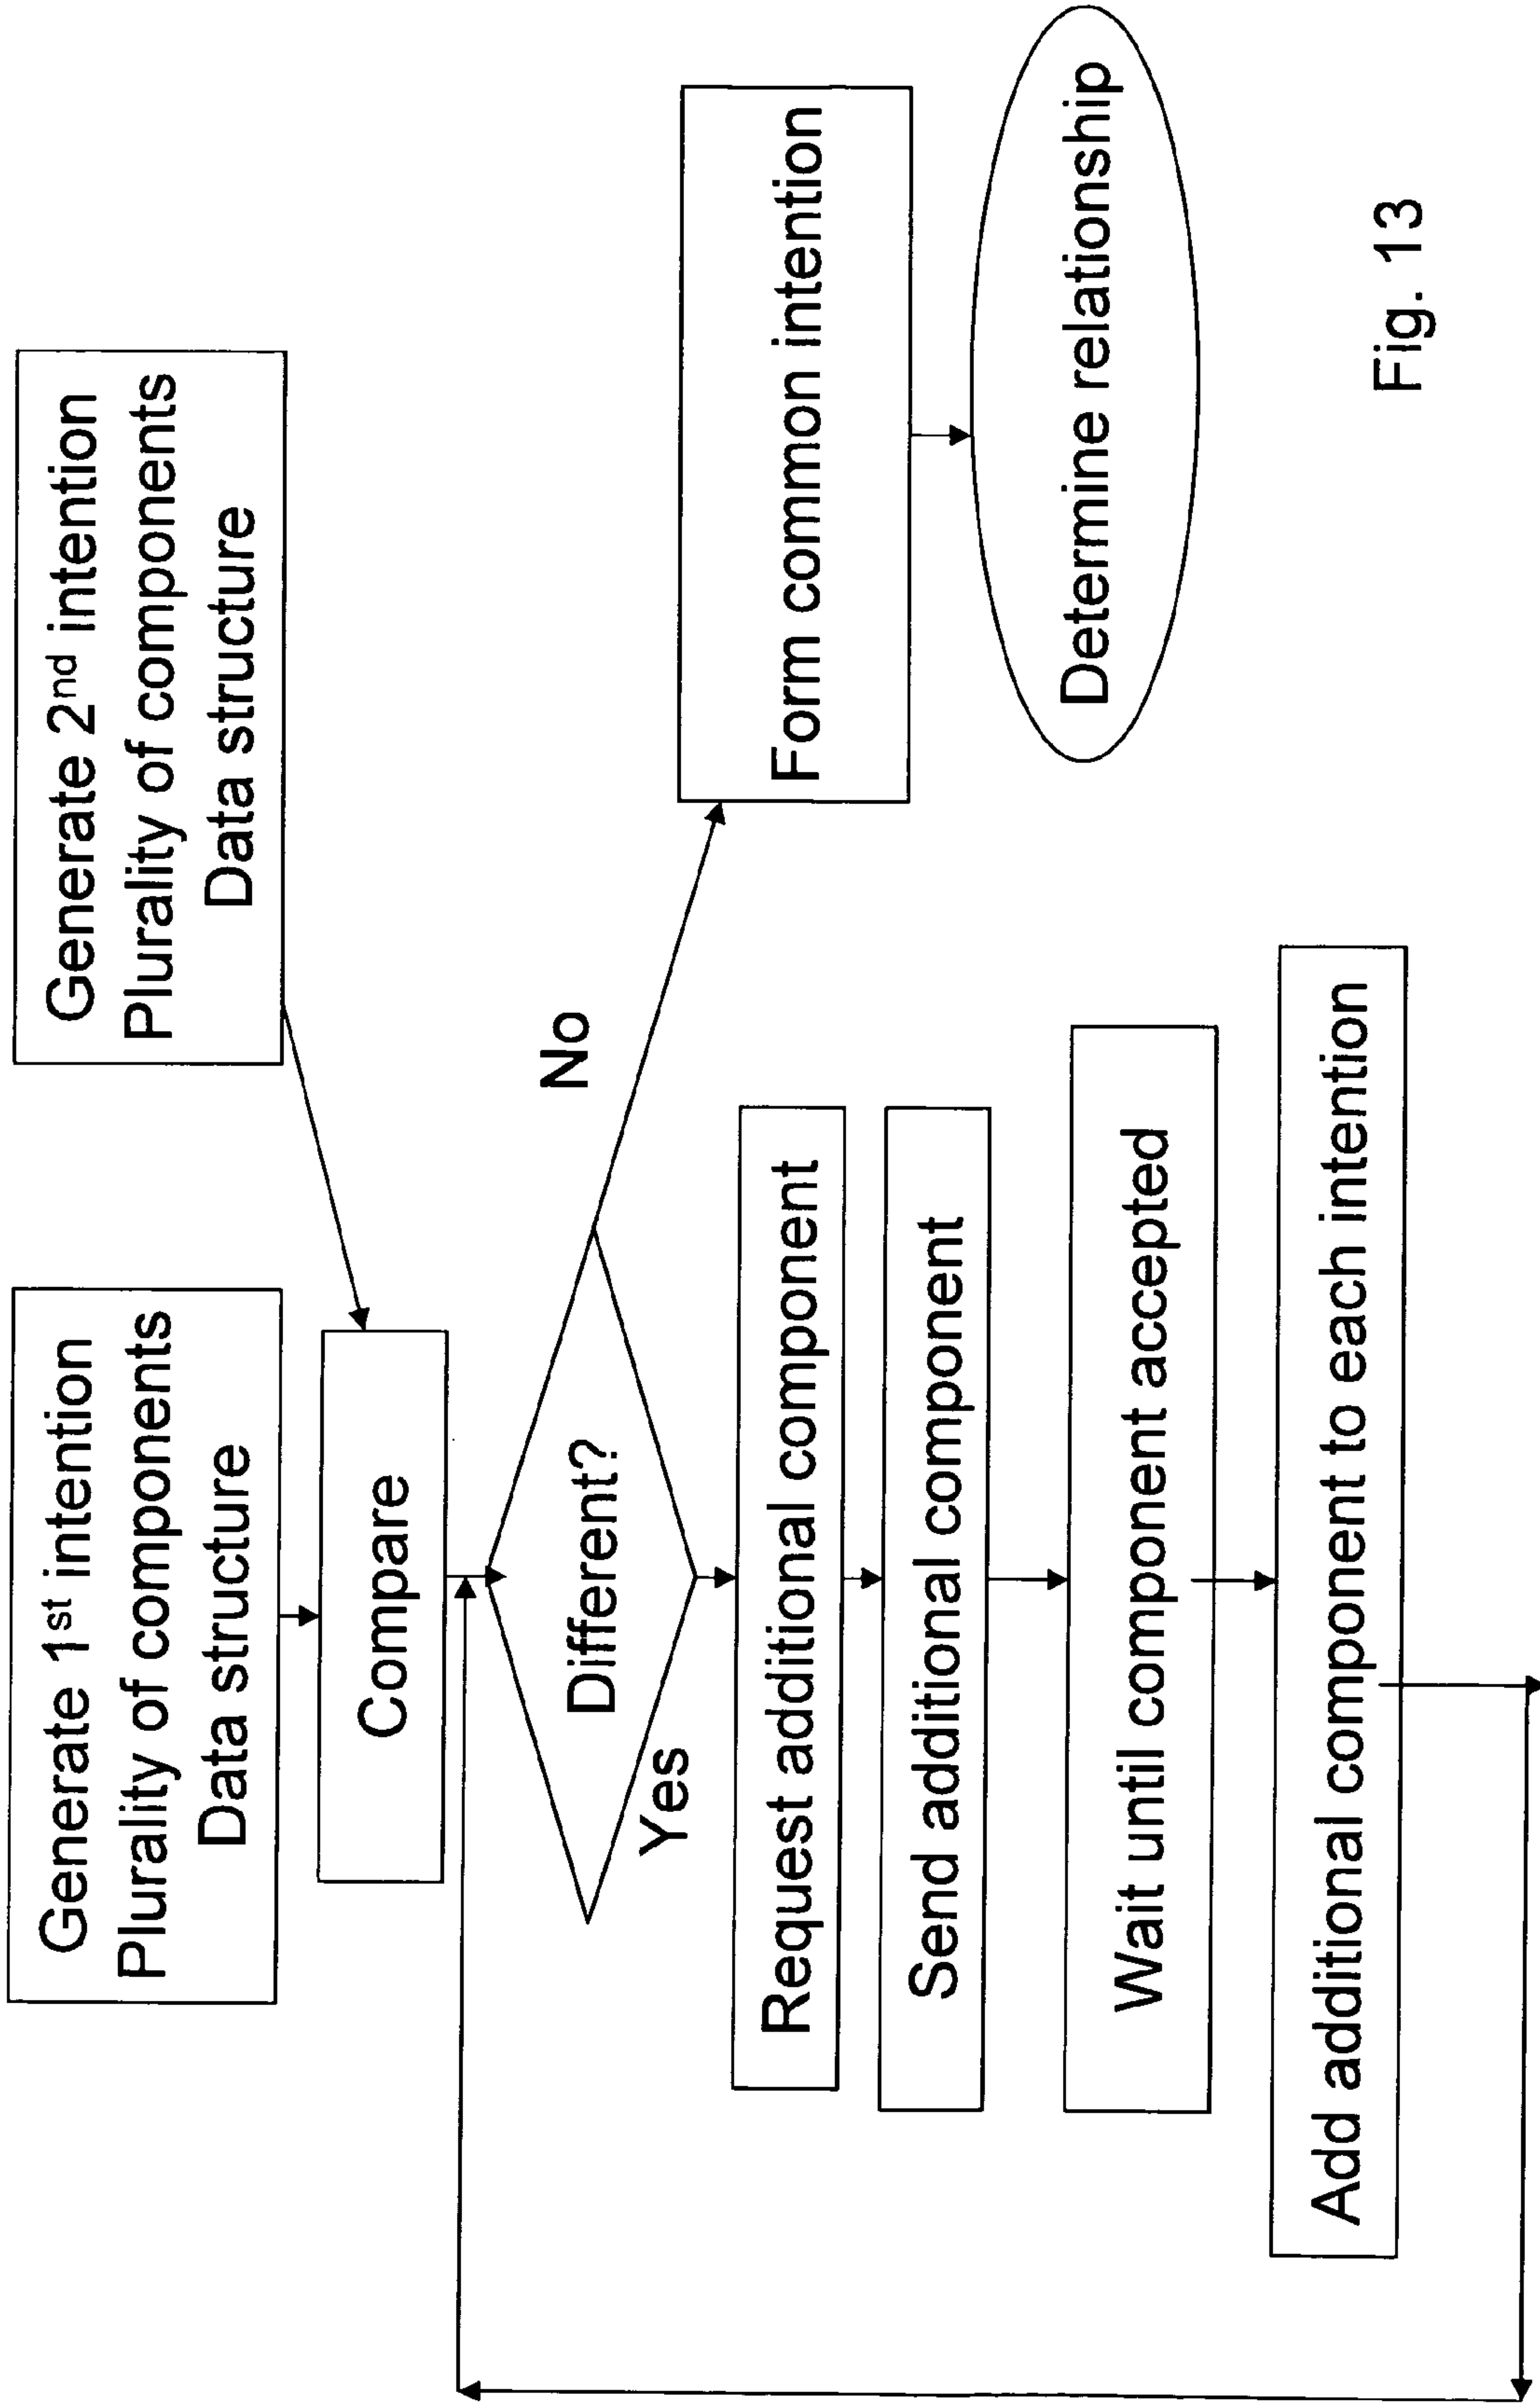 Generate 1st intention
Plurality of components
Data structure
Generate 2nd intention
Plurality of components
Data structure
Compare
Different?
No
Yes
Request additional component
Send additional component
Wait until component accepted
Add additional component to each intention
Form common intention
Determine relationship
Fig. 13